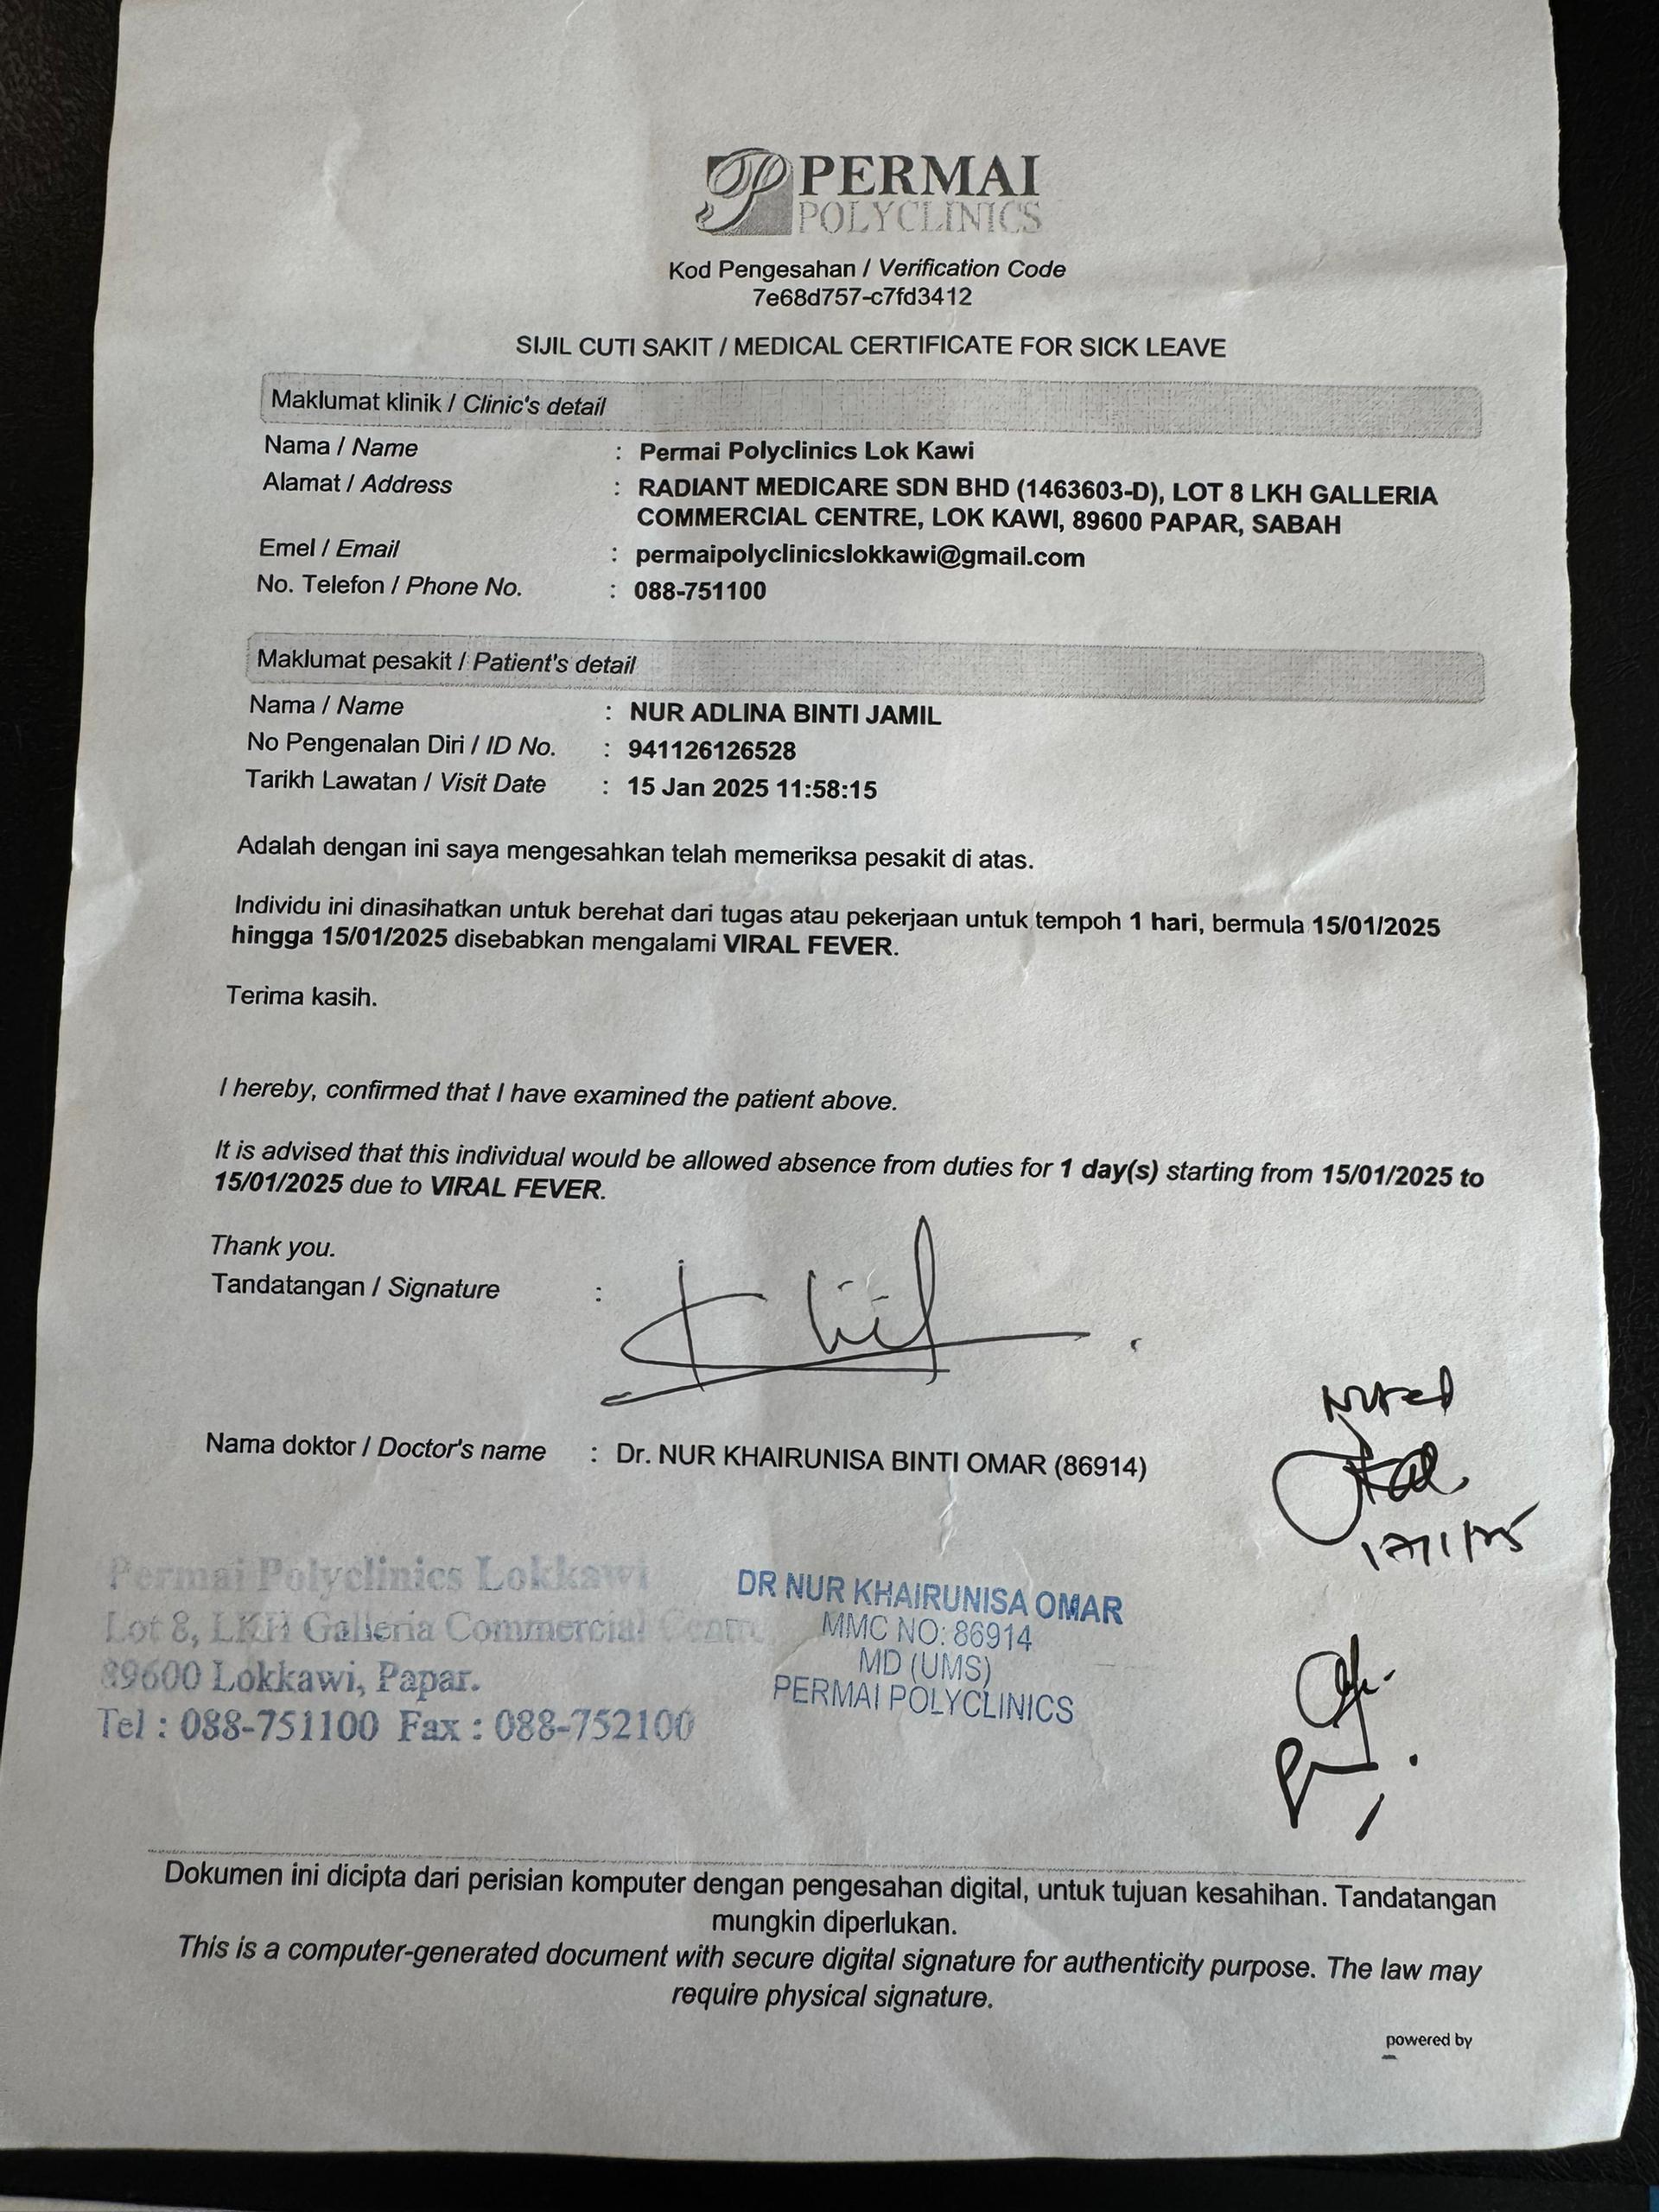 PERMAI
POLYCLINICS
Kod Pengesahan / Verification Code
7e68d757-c7fd3412
SIJIL CUTI SAKIT / MEDICAL CERTIFICATE FOR SICK LEAVE
Maklumat klinik / Clinic's detail
Nama / Name : Permai Polyclinics Lok Kawi
Alamat / Address : RADIANT MEDICARE SDN BHD (1463603-D), LOT 8 LKH GALLERIA
COMMERCIAL CENTRE, LOK KAWI, 89600 PAPAR, SABAH
Emel / Email : permaipolyclinicslokkawi@gmail.com
No. Telefon / Phone No. : 088-751100
Maklumat pesakit / Patient's detail
Nama / Name : NUR ADLINA BINTI JAMIL
No Pengenalan Diri / ID No. : 941126126528
Tarikh Lawatan / Visit Date : 15 Jan 2025 11:58:15
Adalah dengan ini saya mengesahkan telah memeriksa pesakit di atas.
Individu ini dinasihatkan untuk berehat dari tugas atau pekerjaan untuk tempoh 1 hari, bermula 15/01/2025
hingga 15/01/2025 disebabkan mengalami VIRAL FEVER.
Terima kasih.
I hereby, confirmed that I have examined the patient above.
It is advised that this individual would be allowed absence from duties for 1 day(s) starting from 15/01/2025 to
15/01/2025 due to VIRAL FEVER.
Thank you.
Tandatangan / Signature :
Nama doktor / Doctor's name : Dr. NUR KHAIRUNISA BINTI OMAR (86914)
Permai Polyclinics Lokkawi
Lot 8, LKH Galleria Commercial Centr
89600 Lokkawi, Papar.
Tel : 088-751100 Fax : 088-752100
DR NUR KHAIRUNISA OMAR
MMC NO: 86914
MD (UMS)
PERMAI POLYCLINICS
Dokumen ini dicipta dari perisian komputer dengan pengesahan digital, untuk tujuan kesahihan. Tandatangan
mungkin diperlukan.
This is a computer-generated document with secure digital signature for authenticity purpose. The law may
require physical signature.
powered by